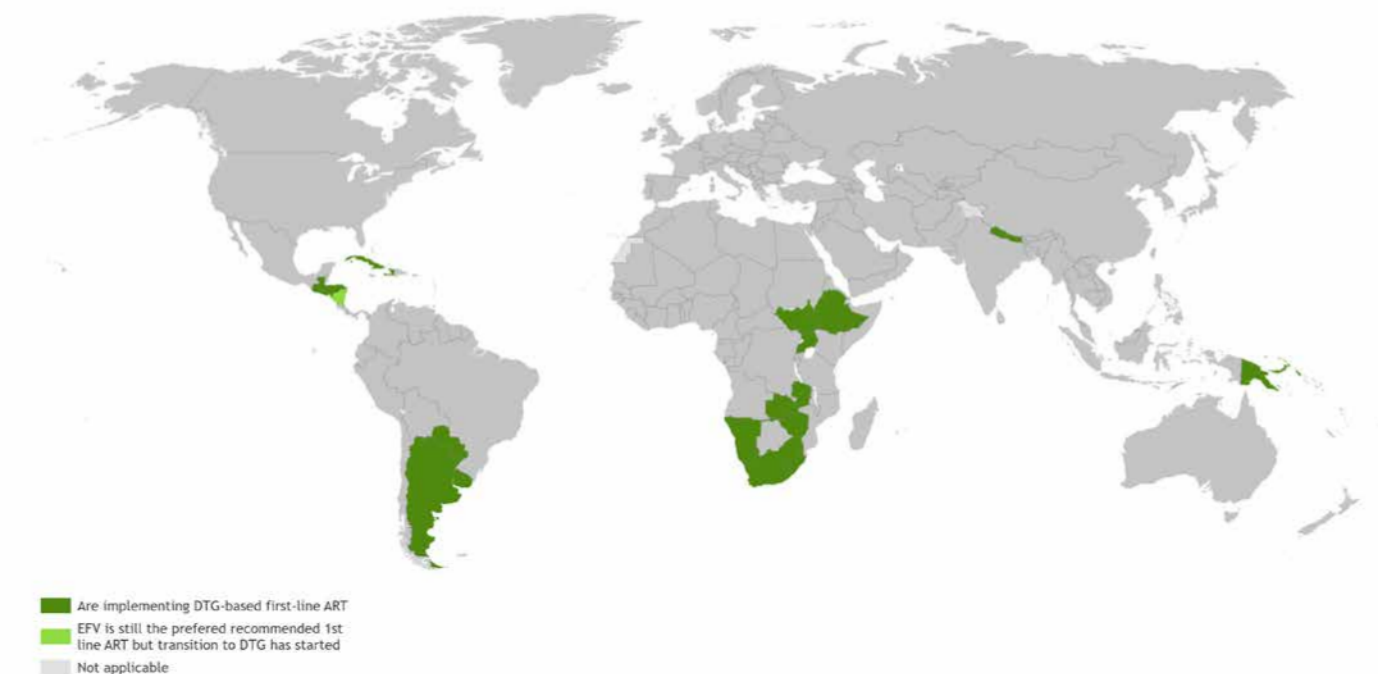 Are implementing DTG-based first-line ART
EFV is still the prefered recommended 1st
line ART but transition to DTG has started
Not applicable